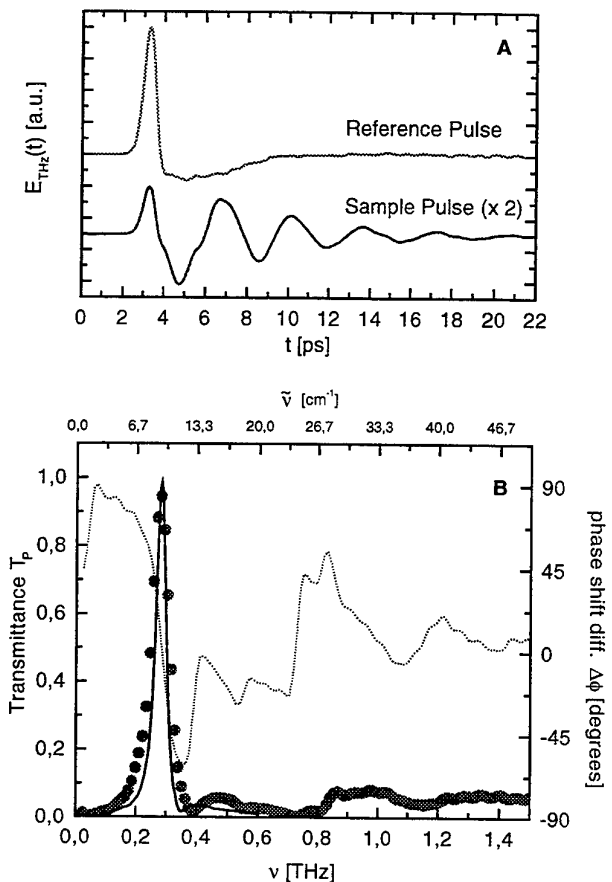 A
E_THz(t) [a.u.]
Reference Pulse
Sample Pulse (x 2)
0 2 4 6 8 10 12 14 16 18 20 22
t [ps]
ṽ [cm⁻¹]
0,0 6,7 13,3 20,0 26,7 33,3 40,0 46,7
B
Transmittance T_P
1,0
0,8
0,6
0,4
0,2
0,0
90
45
0
-45
-90
phase shift diff. Δϕ [degrees]
0,0 0,2 0,4 0,6 0,8 1,0 1,2 1,4
ν [THz]